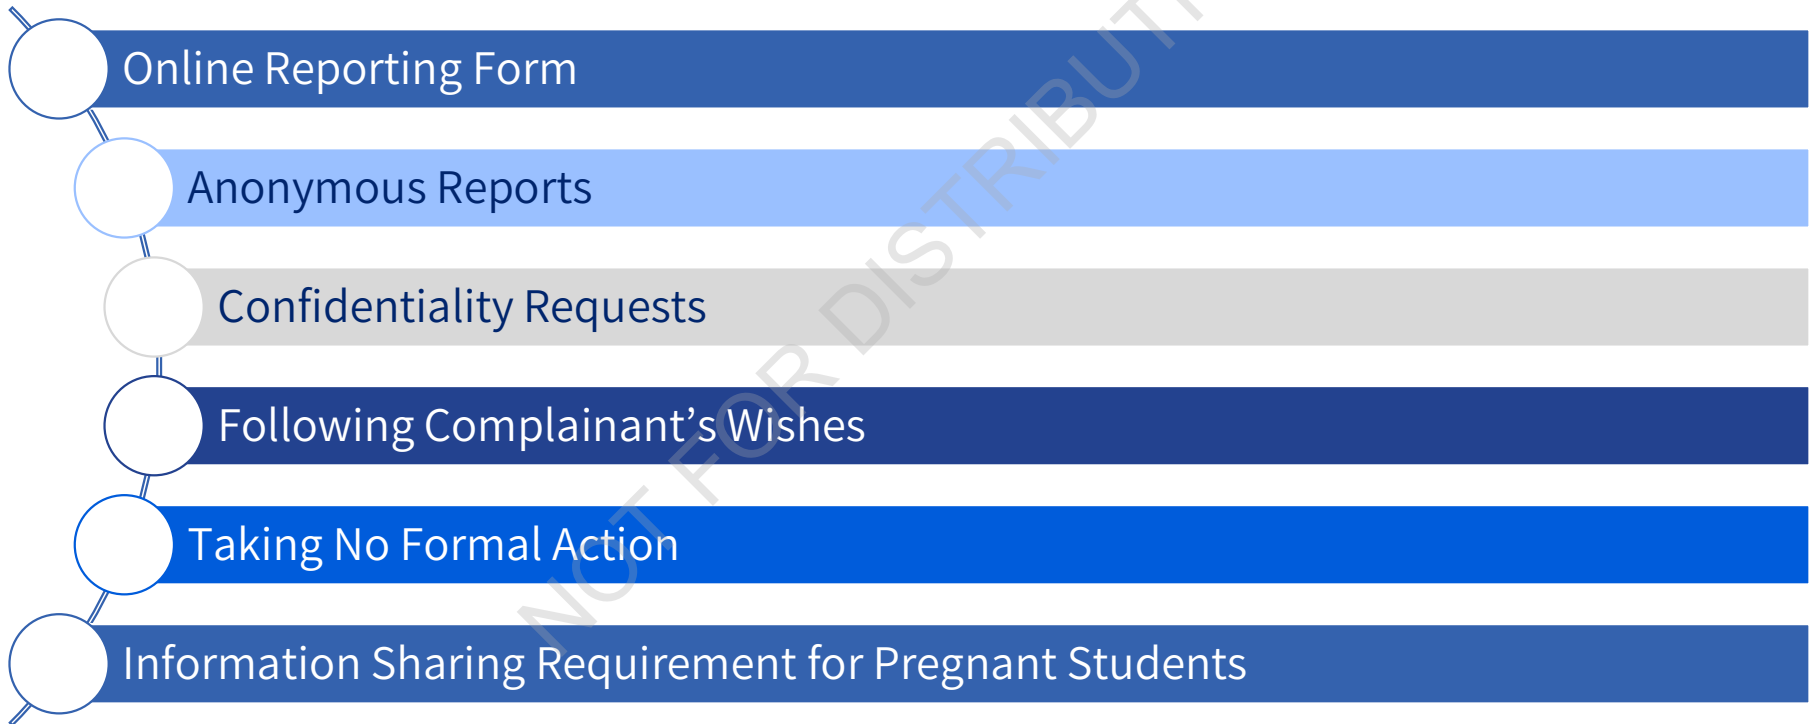 Online Reporting Form
Anonymous Reports
Confidentiality Requests
Following Complainant’s Wishes
Taking No Formal Action
Information Sharing Requirement for Pregnant Students
NOT FOR DISTRIBUT